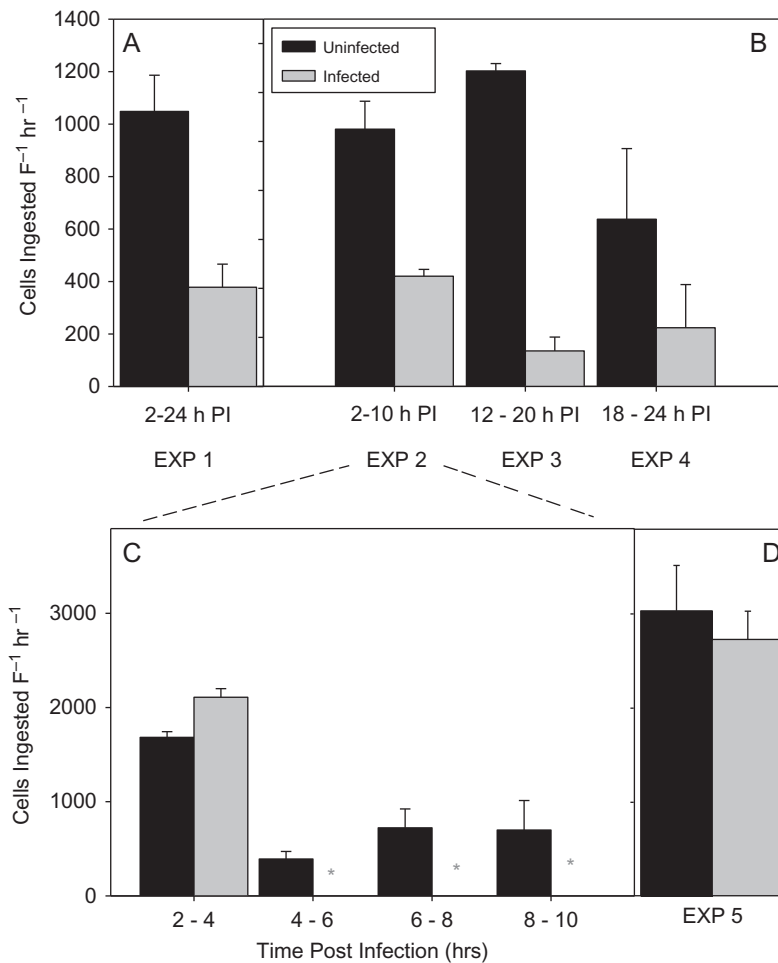 A
B
Uninfected
Infected
1400
1200
1000
800
600
400
200
0
Cells Ingested F⁻¹ hr⁻¹
2-24 h PI
2-10 h PI
12 - 20 h PI
18 - 24 h PI
EXP 1
EXP 2
EXP 3
EXP 4
C
D
3000
2000
1000
0
Cells Ingested F⁻¹ hr⁻¹
*
*
*
2 - 4
4 - 6
6 - 8
8 - 10
EXP 5
Time Post Infection (hrs)